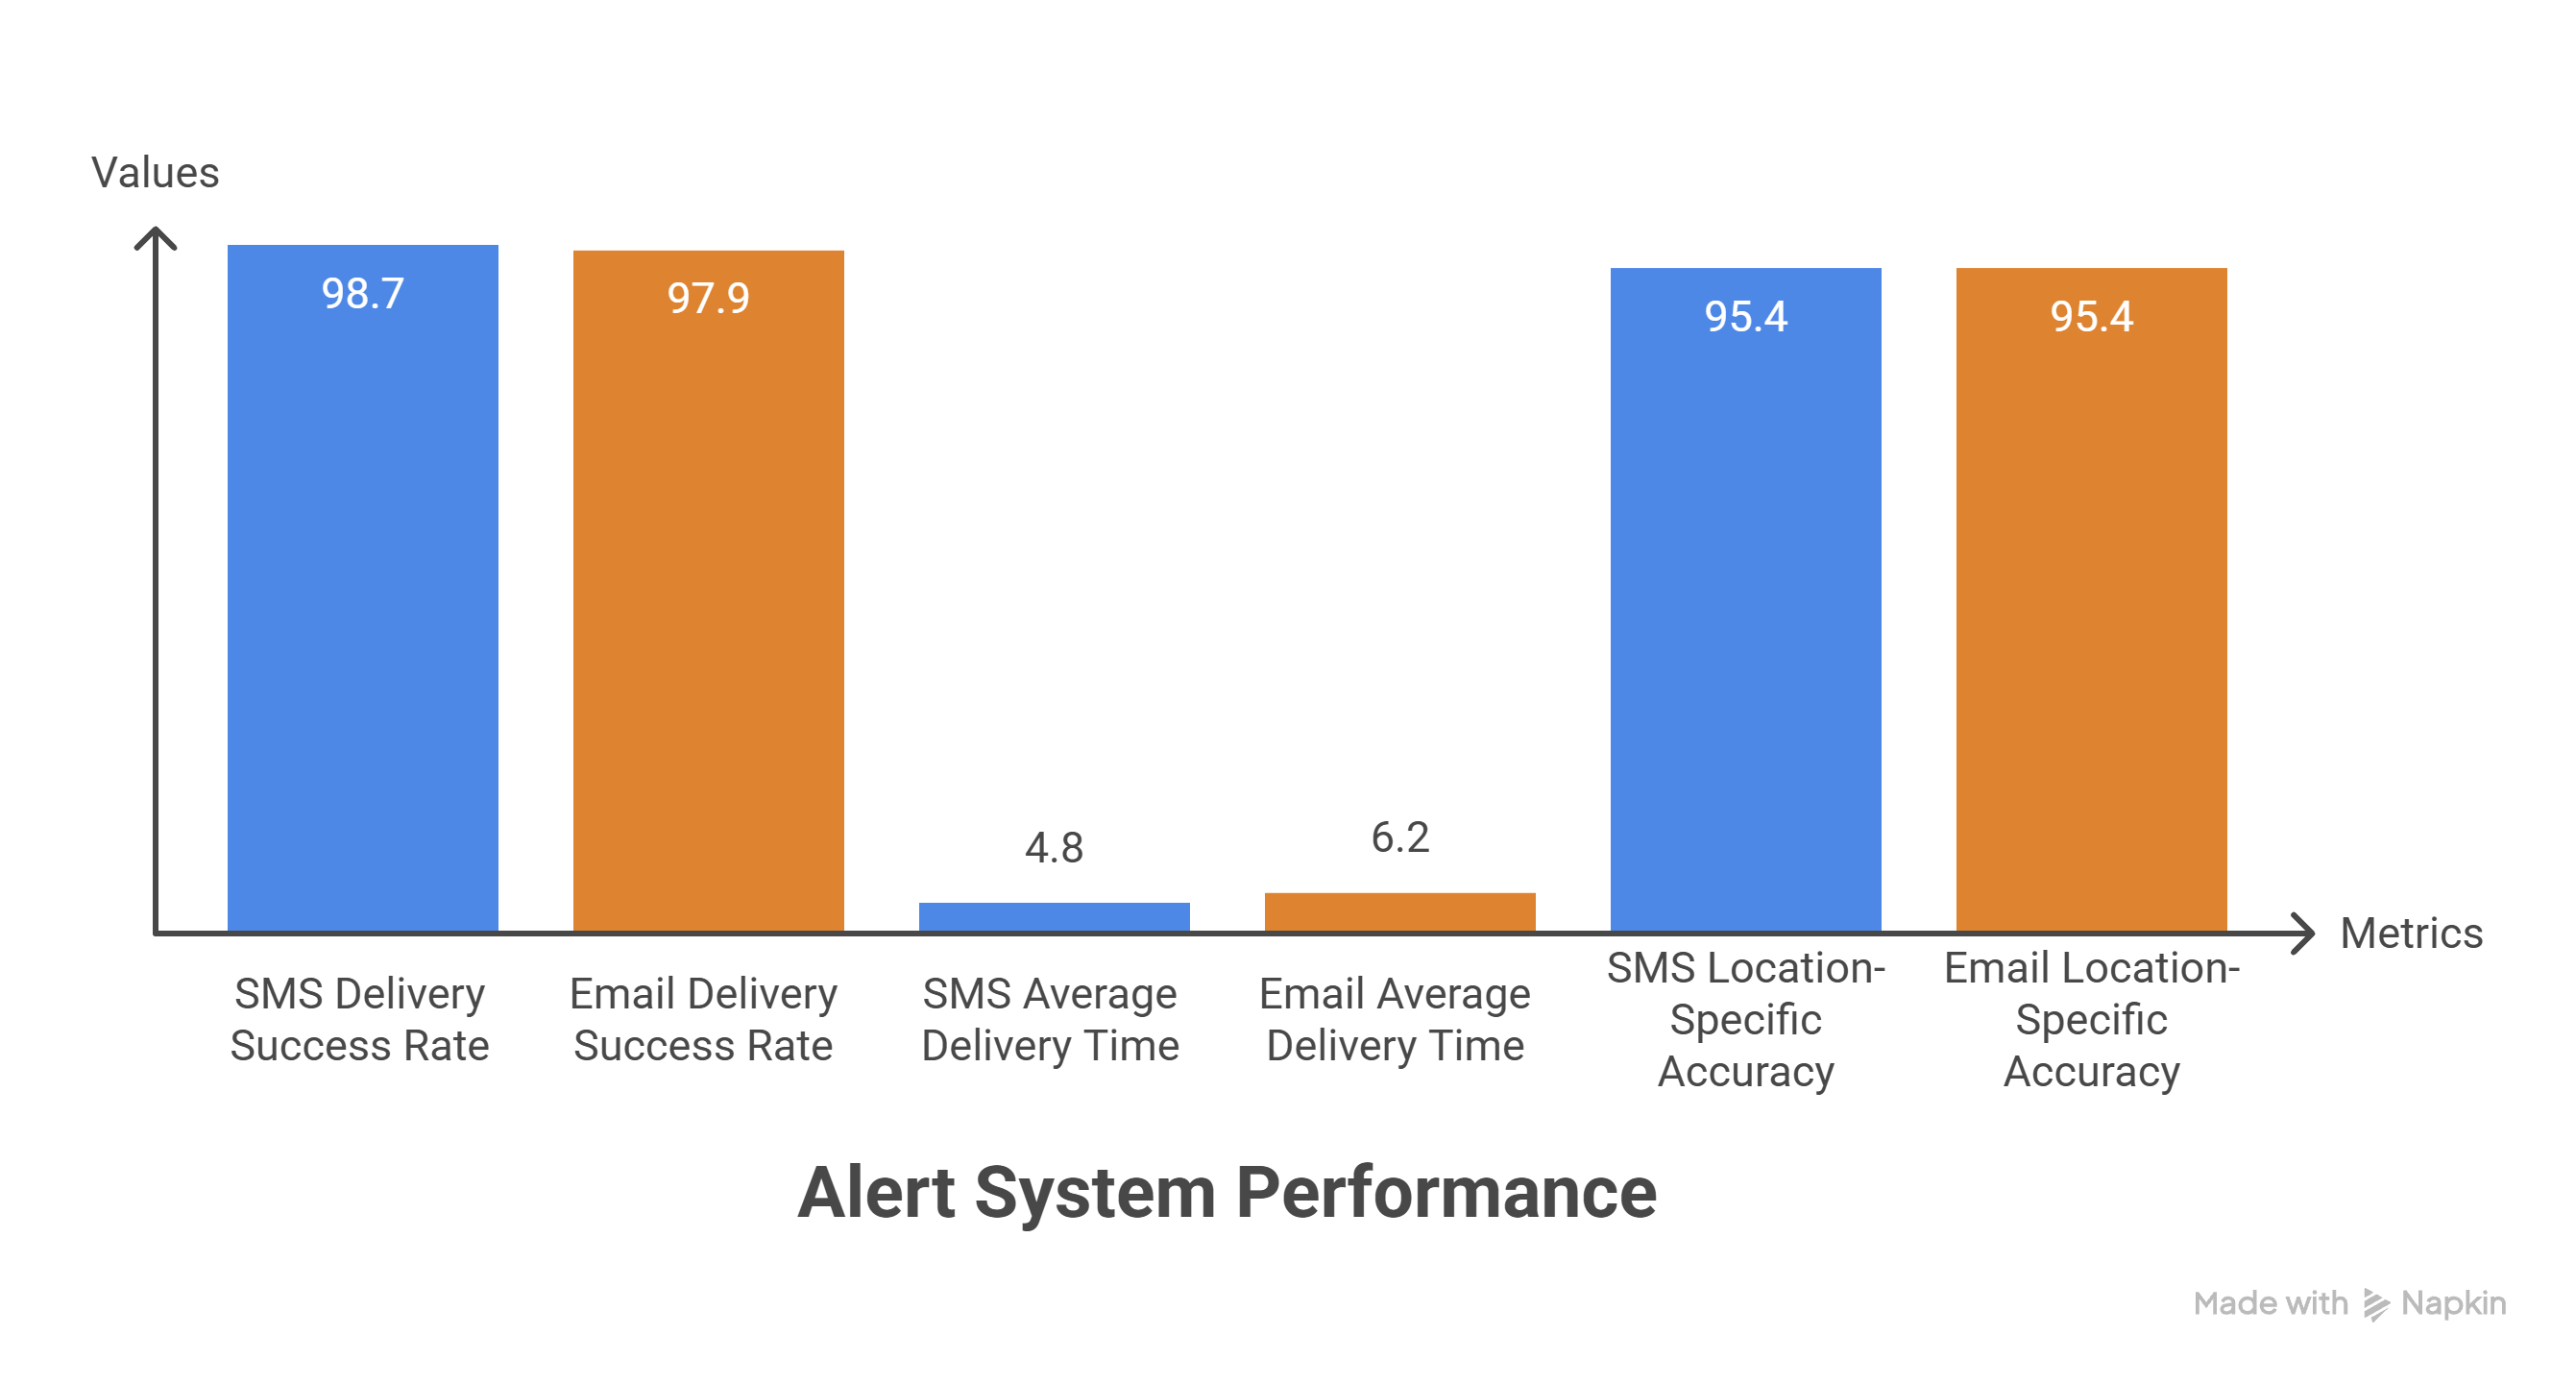 Values
98.7
97.9
4.8
6.2
95.4
95.4
Metrics
SMS Delivery
Success Rate
Email Delivery
Success Rate
SMS Average
Delivery Time
Email Average
Delivery Time
SMS Location-
Specific
Accuracy
Email Location-
Specific
Accuracy
Alert System Performance
Made with Napkin